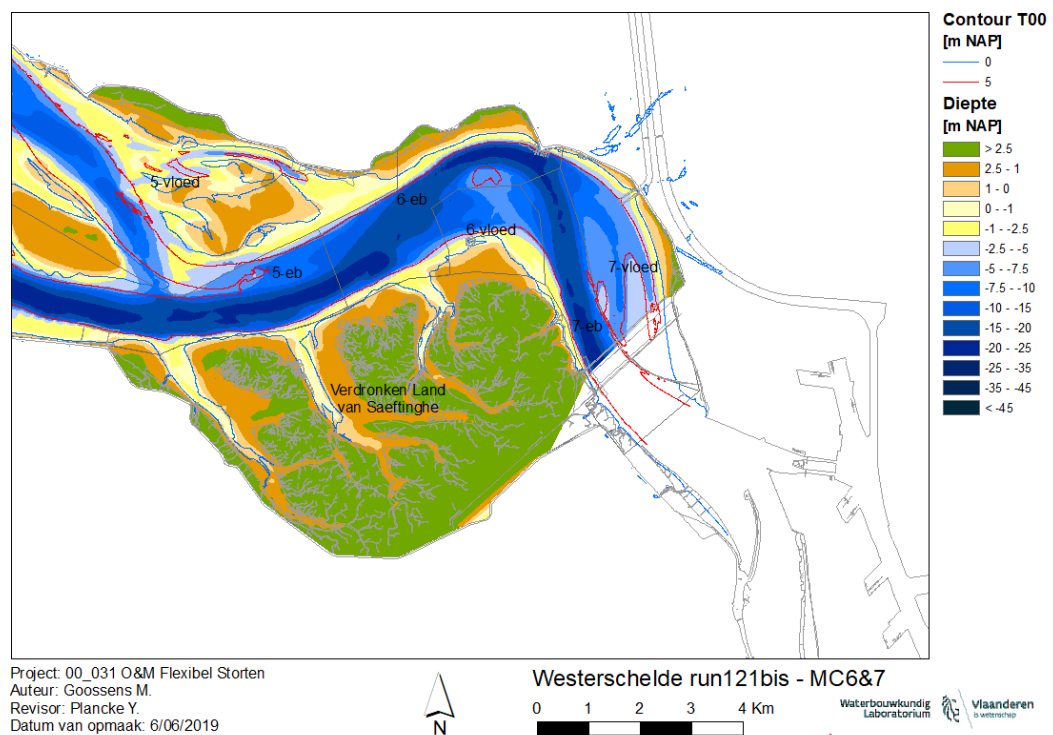 Contour T00
[m NAP]
0
5
Diepte
[m NAP]
> 2.5
2.5 - 1
1 - 0
0 - -1
-1 - -2.5
-2.5 - -5
-5 - -7.5
-7.5 - -10
-10 - -15
-15 - -20
-20 - -25
-25 - -35
-35 - -45
< -45
5-vloed
6-eb
6-vloed
5-eb
7-vloed
7-eb
Verdronken Land
van Saeftinghe
Project: 00_031 O&M Flexibel Storten
Auteur: Goossens M.
Revisor: Plancke Y.
Datum van opmaak: 6/06/2019
N
Westerschelde run121bis - MC6&7
0 1 2 3 4 Km
Waterbouwkundig
Laboratorium
Vlaanderen
is wetenschap